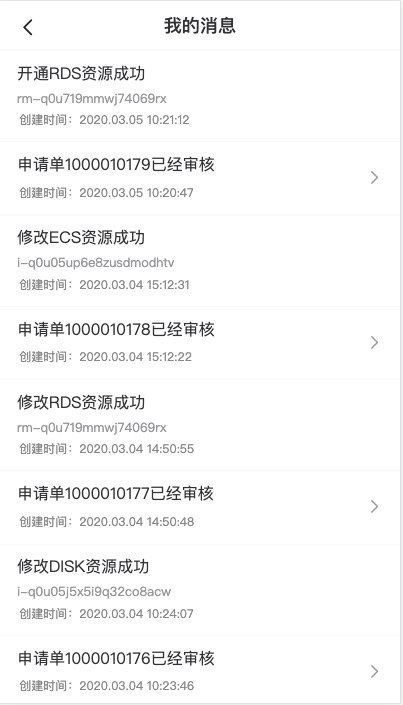 我的消息
开通RDS资源成功
rm-q0u719mmwj74069rx
创建时间：2020.03.05 10:21:12
申请单1000010179已经审核
创建时间：2020.03.05 10:20:47
修改ECS资源成功
i-q0u05up6e8zusdmodhtv
创建时间：2020.03.04 15:12:31
申请单1000010178已经审核
创建时间：2020.03.04 15:12:22
修改RDS资源成功
rm-q0u719mmwj74069rx
创建时间：2020.03.04 14:50:55
申请单1000010177已经审核
创建时间：2020.03.04 14:50:48
修改DISK资源成功
i-q0u05j5x5i9q32co8acw
创建时间：2020.03.04 10:24:07
申请单1000010176已经审核
创建时间：2020.03.04 10:23:46